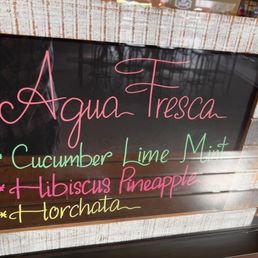 Agua Fresca
* Cucumber Lime Mint
* Hibiscus Pineapple
* Horchata